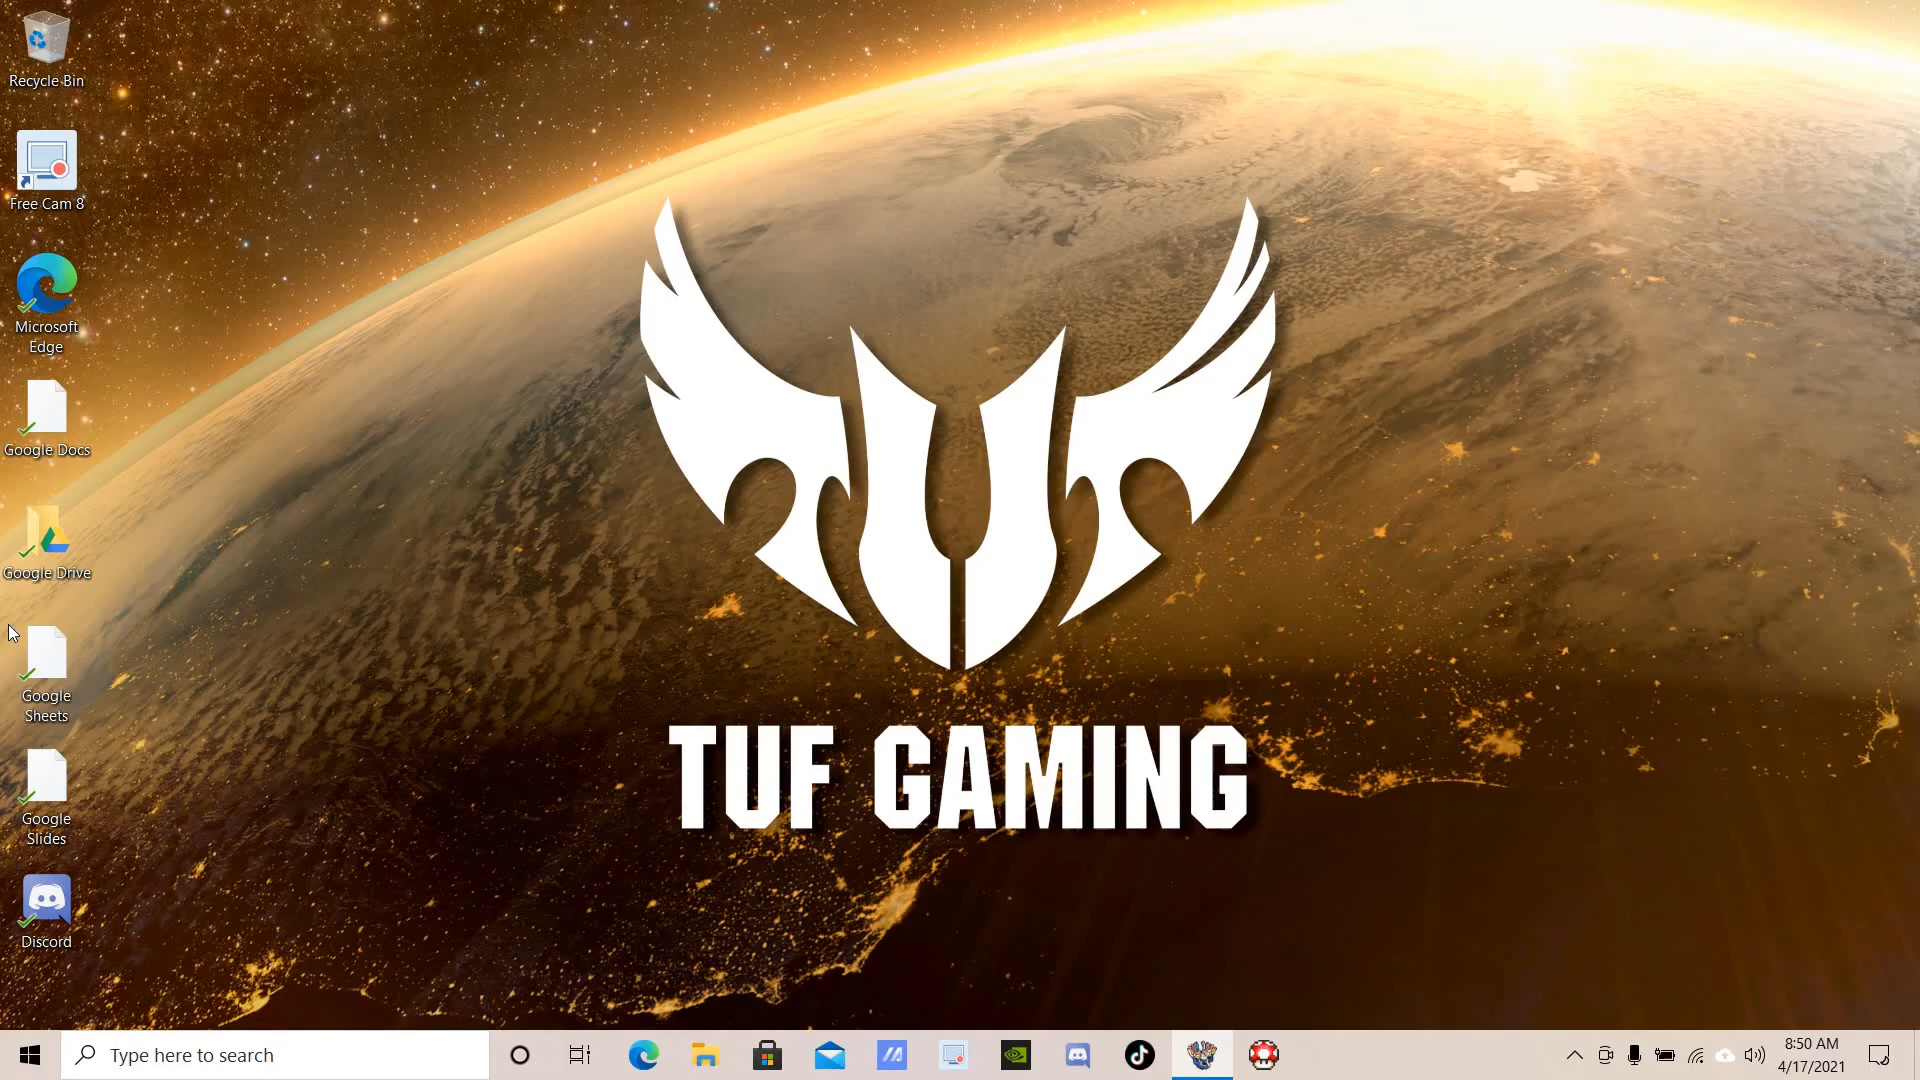 Recycle Bin
Free Cam 8
Microsoft
Edge
Google Docs
Google Drive
Google
Sheets
Google
Slides
Discord
TUF GAMING
Type here to search
8:50 AM
4/17/2021